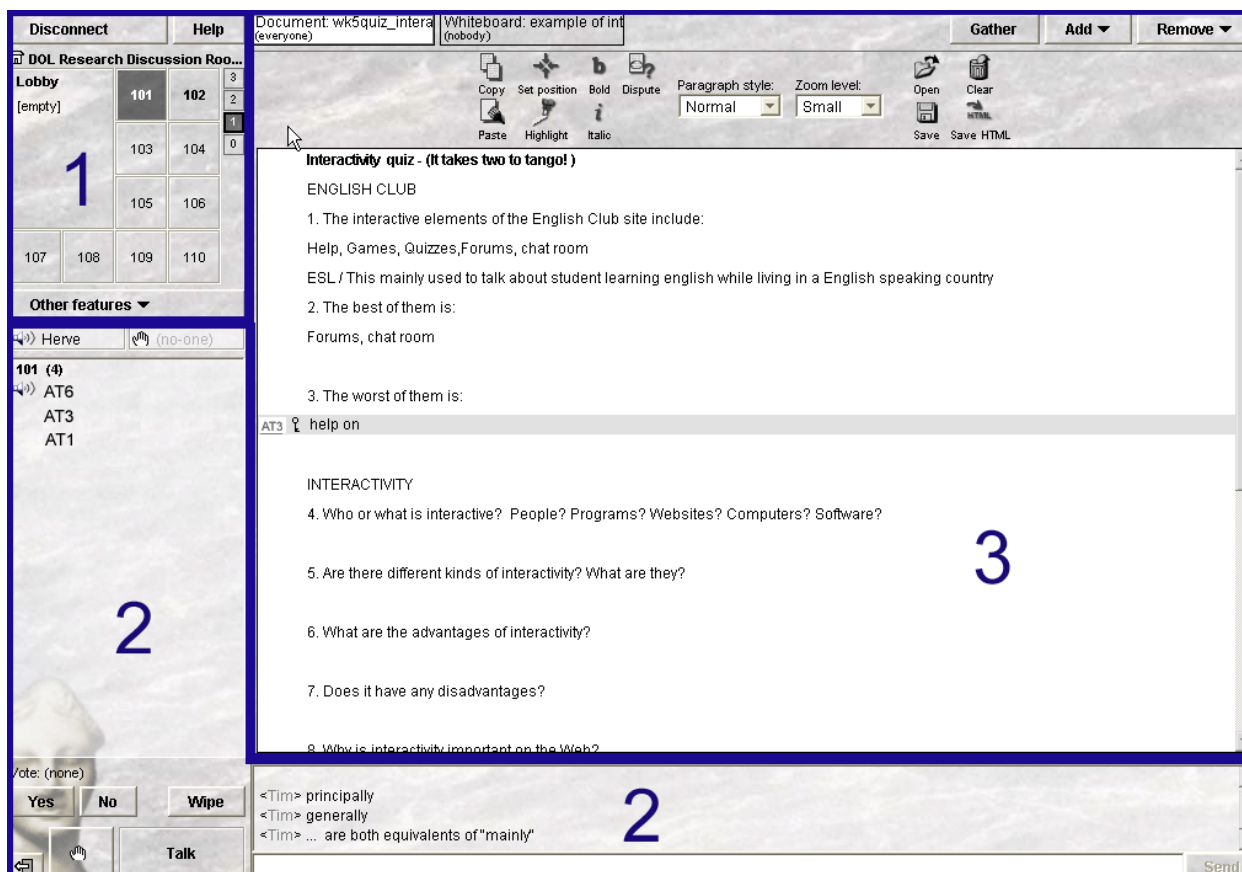 Disconnect Help
DOL Research Discussion Roo...
Lobby
[empty]
101 102
103 104
105 106
107 108 109 110
3
2
1
0
1
Other features
Herve (no-one)
101 (4)
AT6
AT3
AT1
2
Vote: (none)
Yes No Wipe
Talk
Document: wk5quiz_intera
(everyone)
Whiteboard: example of int
(nobody)
Gather Add Remove
Copy Set position Bold Dispute
Paste Highlight Italic
Paragraph style: Zoom level:
Normal Small
Open Clear
HTML
Save Save HTML
Interactivity quiz - (It takes two to tango! )
ENGLISH CLUB
1. The interactive elements of the English Club site include:
Help, Games, Quizzes,Forums, chat room
ESL / This mainly used to talk about student learning english while living in a English speaking country
2. The best of them is:
Forums, chat room
3. The worst of them is:
AT3 help on
INTERACTIVITY
4. Who or what is interactive? People? Programs? Websites? Computers? Software?
5. Are there different kinds of interactivity? What are they?
6. What are the advantages of interactivity?
7. Does it have any disadvantages?
8. Why is interactivity important on the Web?
3
<Tim> principally
<Tim> generally
<Tim> ... are both equivalents of "mainly"
2
Send